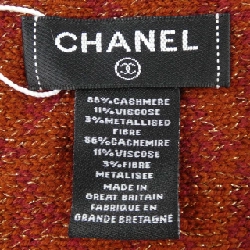 CHANEL
86%CASHMERE
11%VISCOSE
3%METALLISED
FIBRE
86%CACHEMIRE
11%VISCOSE
3% FIBRE
METALISEE
MADE IN
GREAT BRITAIN
FABRIQUE EN
GRANDE BRETAGNE